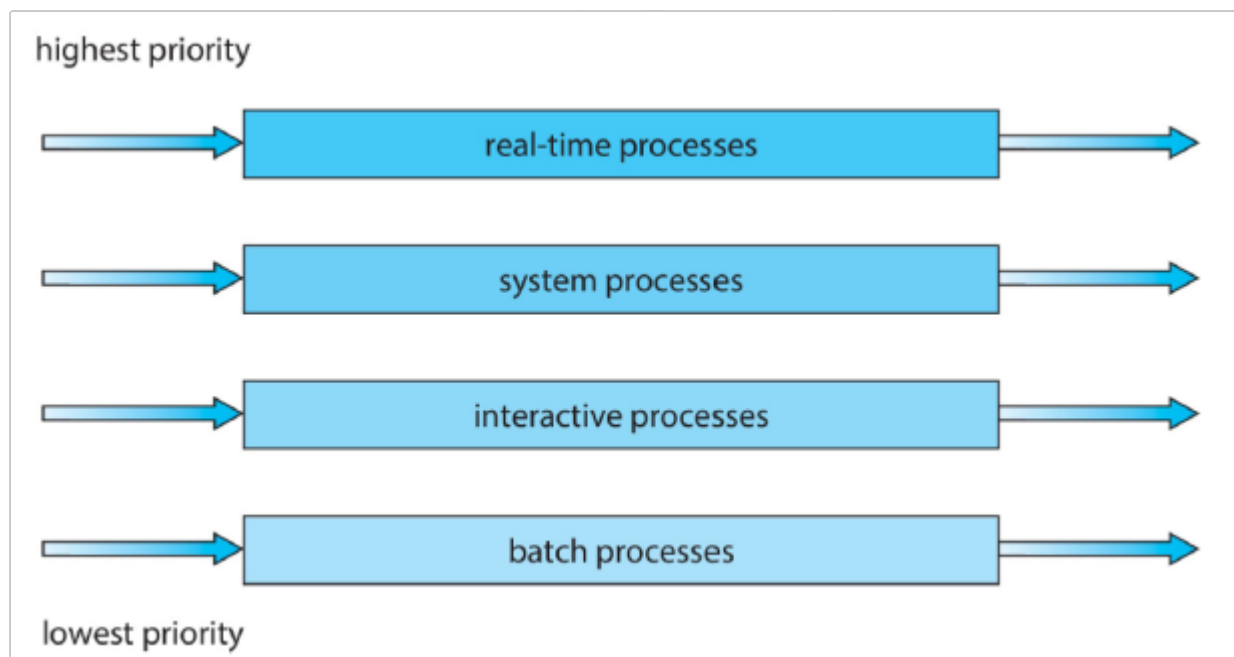 highest priority
real-time processes
system processes
interactive processes
batch processes
lowest priority